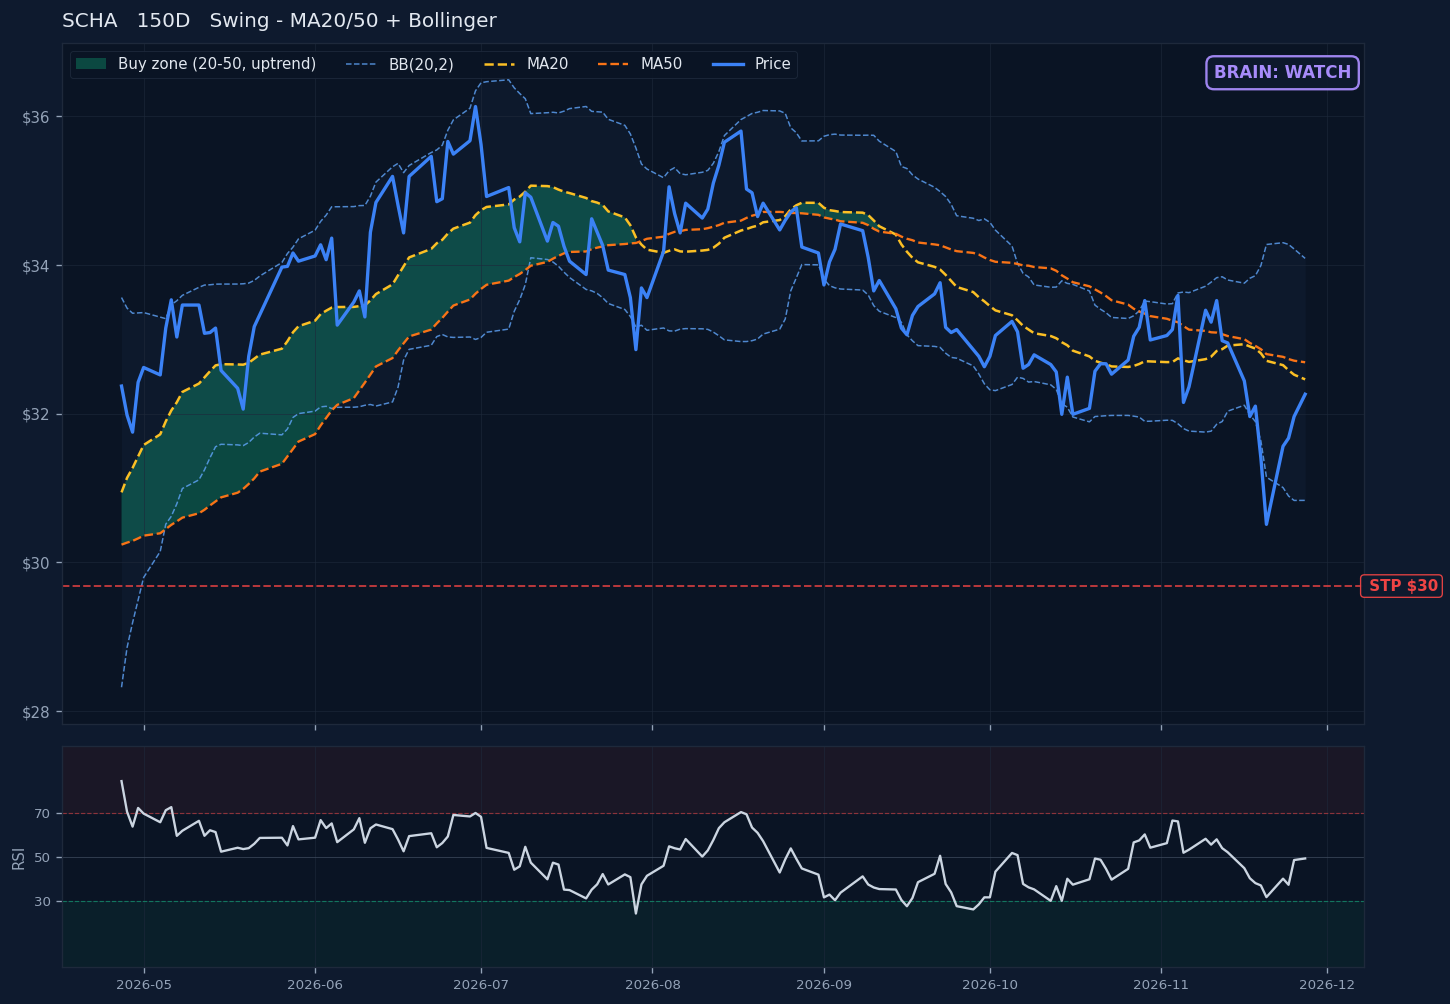 SCHA   150D   Swing - MA20/50 + Bollinger
Buy zone (20-50, uptrend)   BB(20,2)   MA20   MA50   Price
BRAIN: WATCH
$36
$34
$32
$30
STP $30
$28
70
50
30
RSI
2026-05   2026-06   2026-07   2026-08   2026-09   2026-10   2026-11   2026-12